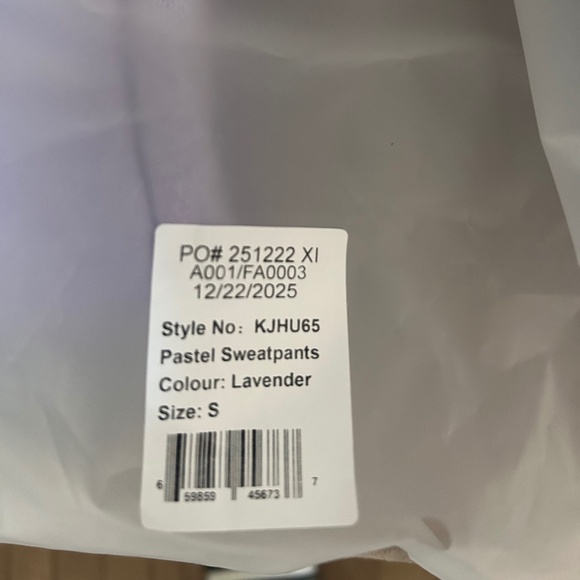 PO# 251222 XI
A001/FA0003
12/22/2025
Style No: KJHU65
Pastel Sweatpants
Colour: Lavender
Size: S
6 59859 45673 7